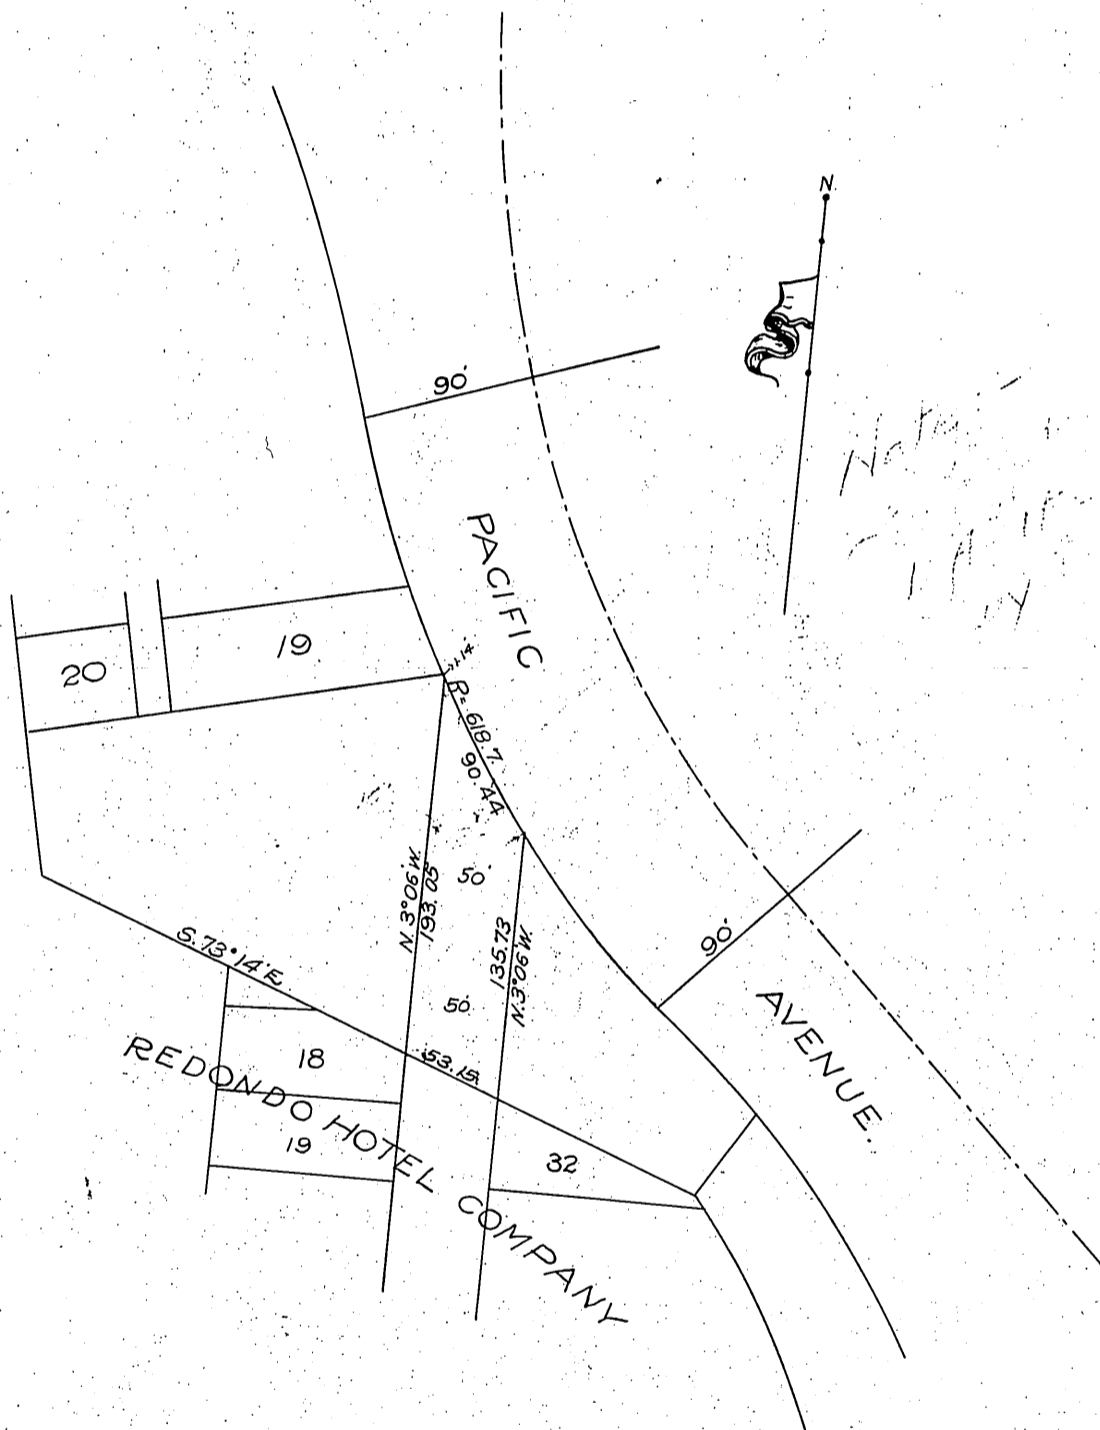 N.
90'
PACIFIC
19
20
R=618.7.
90.44
50'
N.3°06'W.
193.05
135.73
N.3°06'W.
90'
S.73°14'E.
50'
AVENUE.
53.15.
18
REDONDO HOTEL COMPANY
19
32